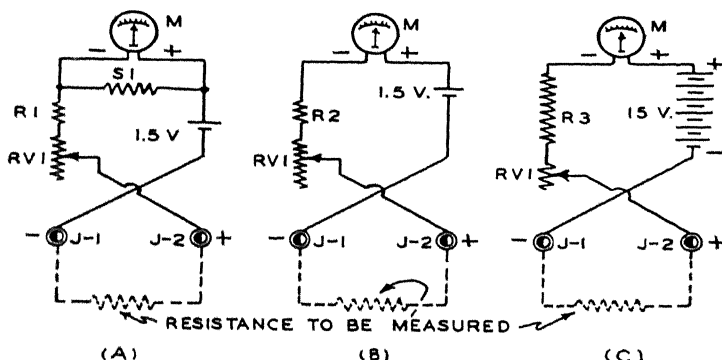 M
- +
S1
R1
1.5 V
RV1
- J-1 J-2 +
(A)
M
- +
1.5 V.
R2
RV1
- J-1 J-2 +
(B)
M
- +
+
R3
15 V.
-
RV1
- J-1 J-2 +
(C)
RESISTANCE TO BE MEASURED